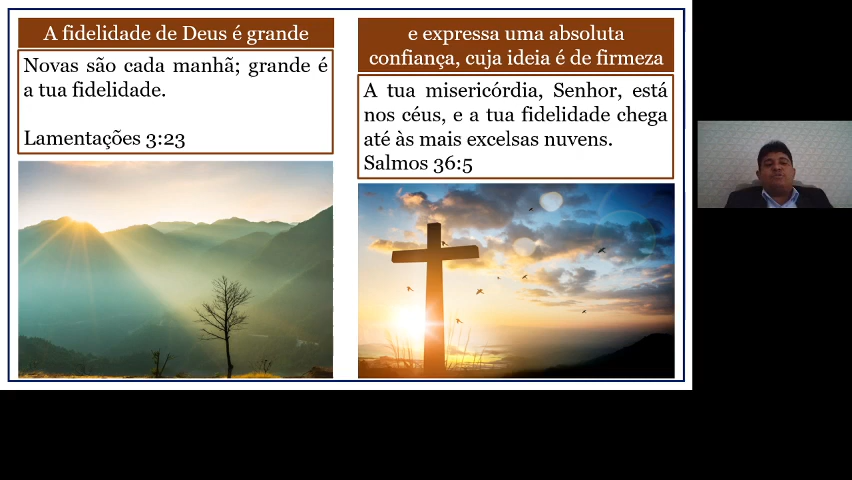 A fidelidade de Deus é grande
Novas são cada manhã; grande é
a tua fidelidade.
Lamentações 3:23
e expressa uma absoluta
confiança, cuja ideia é de firmeza
A tua misericórdia, Senhor, está
nos céus, e a tua fidelidade chega
até às mais excelsas nuvens.
Salmos 36:5